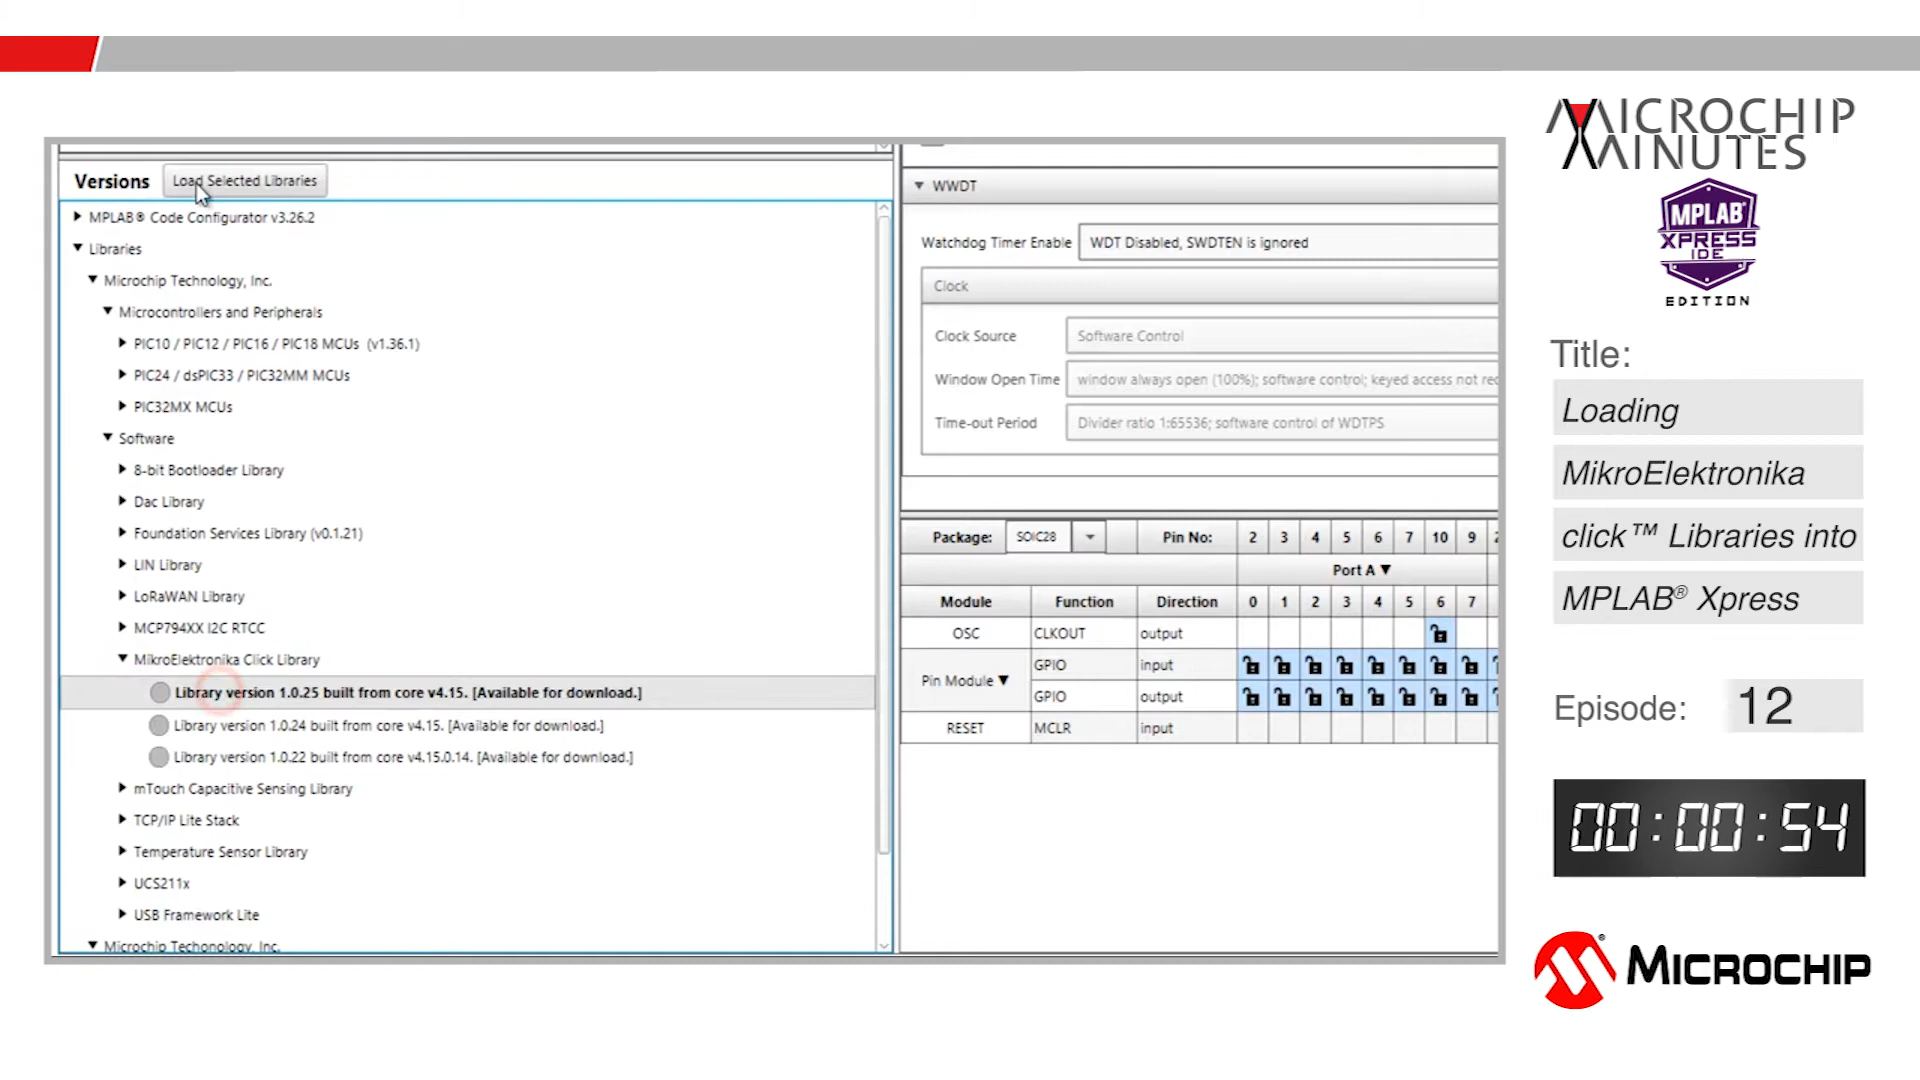 Versions
Load Selected Libraries
MPLAB® Code Configurator v3.26.2
Libraries
Microchip Technology, Inc.
Microcontrollers and Peripherals
PIC10 / PIC12 / PIC16 / PIC18 MCUs (v1.36.1)
PIC24 / dsPIC33 / PIC32MM MCUs
PIC32MX MCUs
Software
8-bit Bootloader Library
Dac Library
Foundation Services Library (v0.1.21)
LIN Library
LoRaWAN Library
MCP794XX I2C RTCC
MikroElektronika Click Library
Library version 1.0.25 built from core v4.15. [Available for download.]
Library version 1.0.24 built from core v4.15. [Available for download.]
Library version 1.0.22 built from core v4.15.0.14. [Available for download.]
mTouch Capacitive Sensing Library
TCP/IP Lite Stack
Temperature Sensor Library
UCS211x
USB Framework Lite
Microchip Techonology, Inc.
WWDT
Watchdog Timer Enable WDT Disabled, SWDTEN is ignored
Clock
Clock Source Software Control
Window Open Time window always open (100%); software control; keyed access not rec
Time-out Period Divider ratio 1:65536; software control of WDTPS
Package: SOIC28 Pin No: 2 3 4 5 6 7 10 9
Port A ▼
Module Function Direction 0 1 2 3 4 5 6 7
OSC CLKOUT output
Pin Module ▼ GPIO input
GPIO output
RESET MCLR input
MICROCHIP
MINUTES
MPLAB®
XPRESS
IDE
EDITION
Title:
Loading
MikroElektronika
click™ Libraries into
MPLAB® Xpress
Episode: 12
00:00:54
MICROCHIP